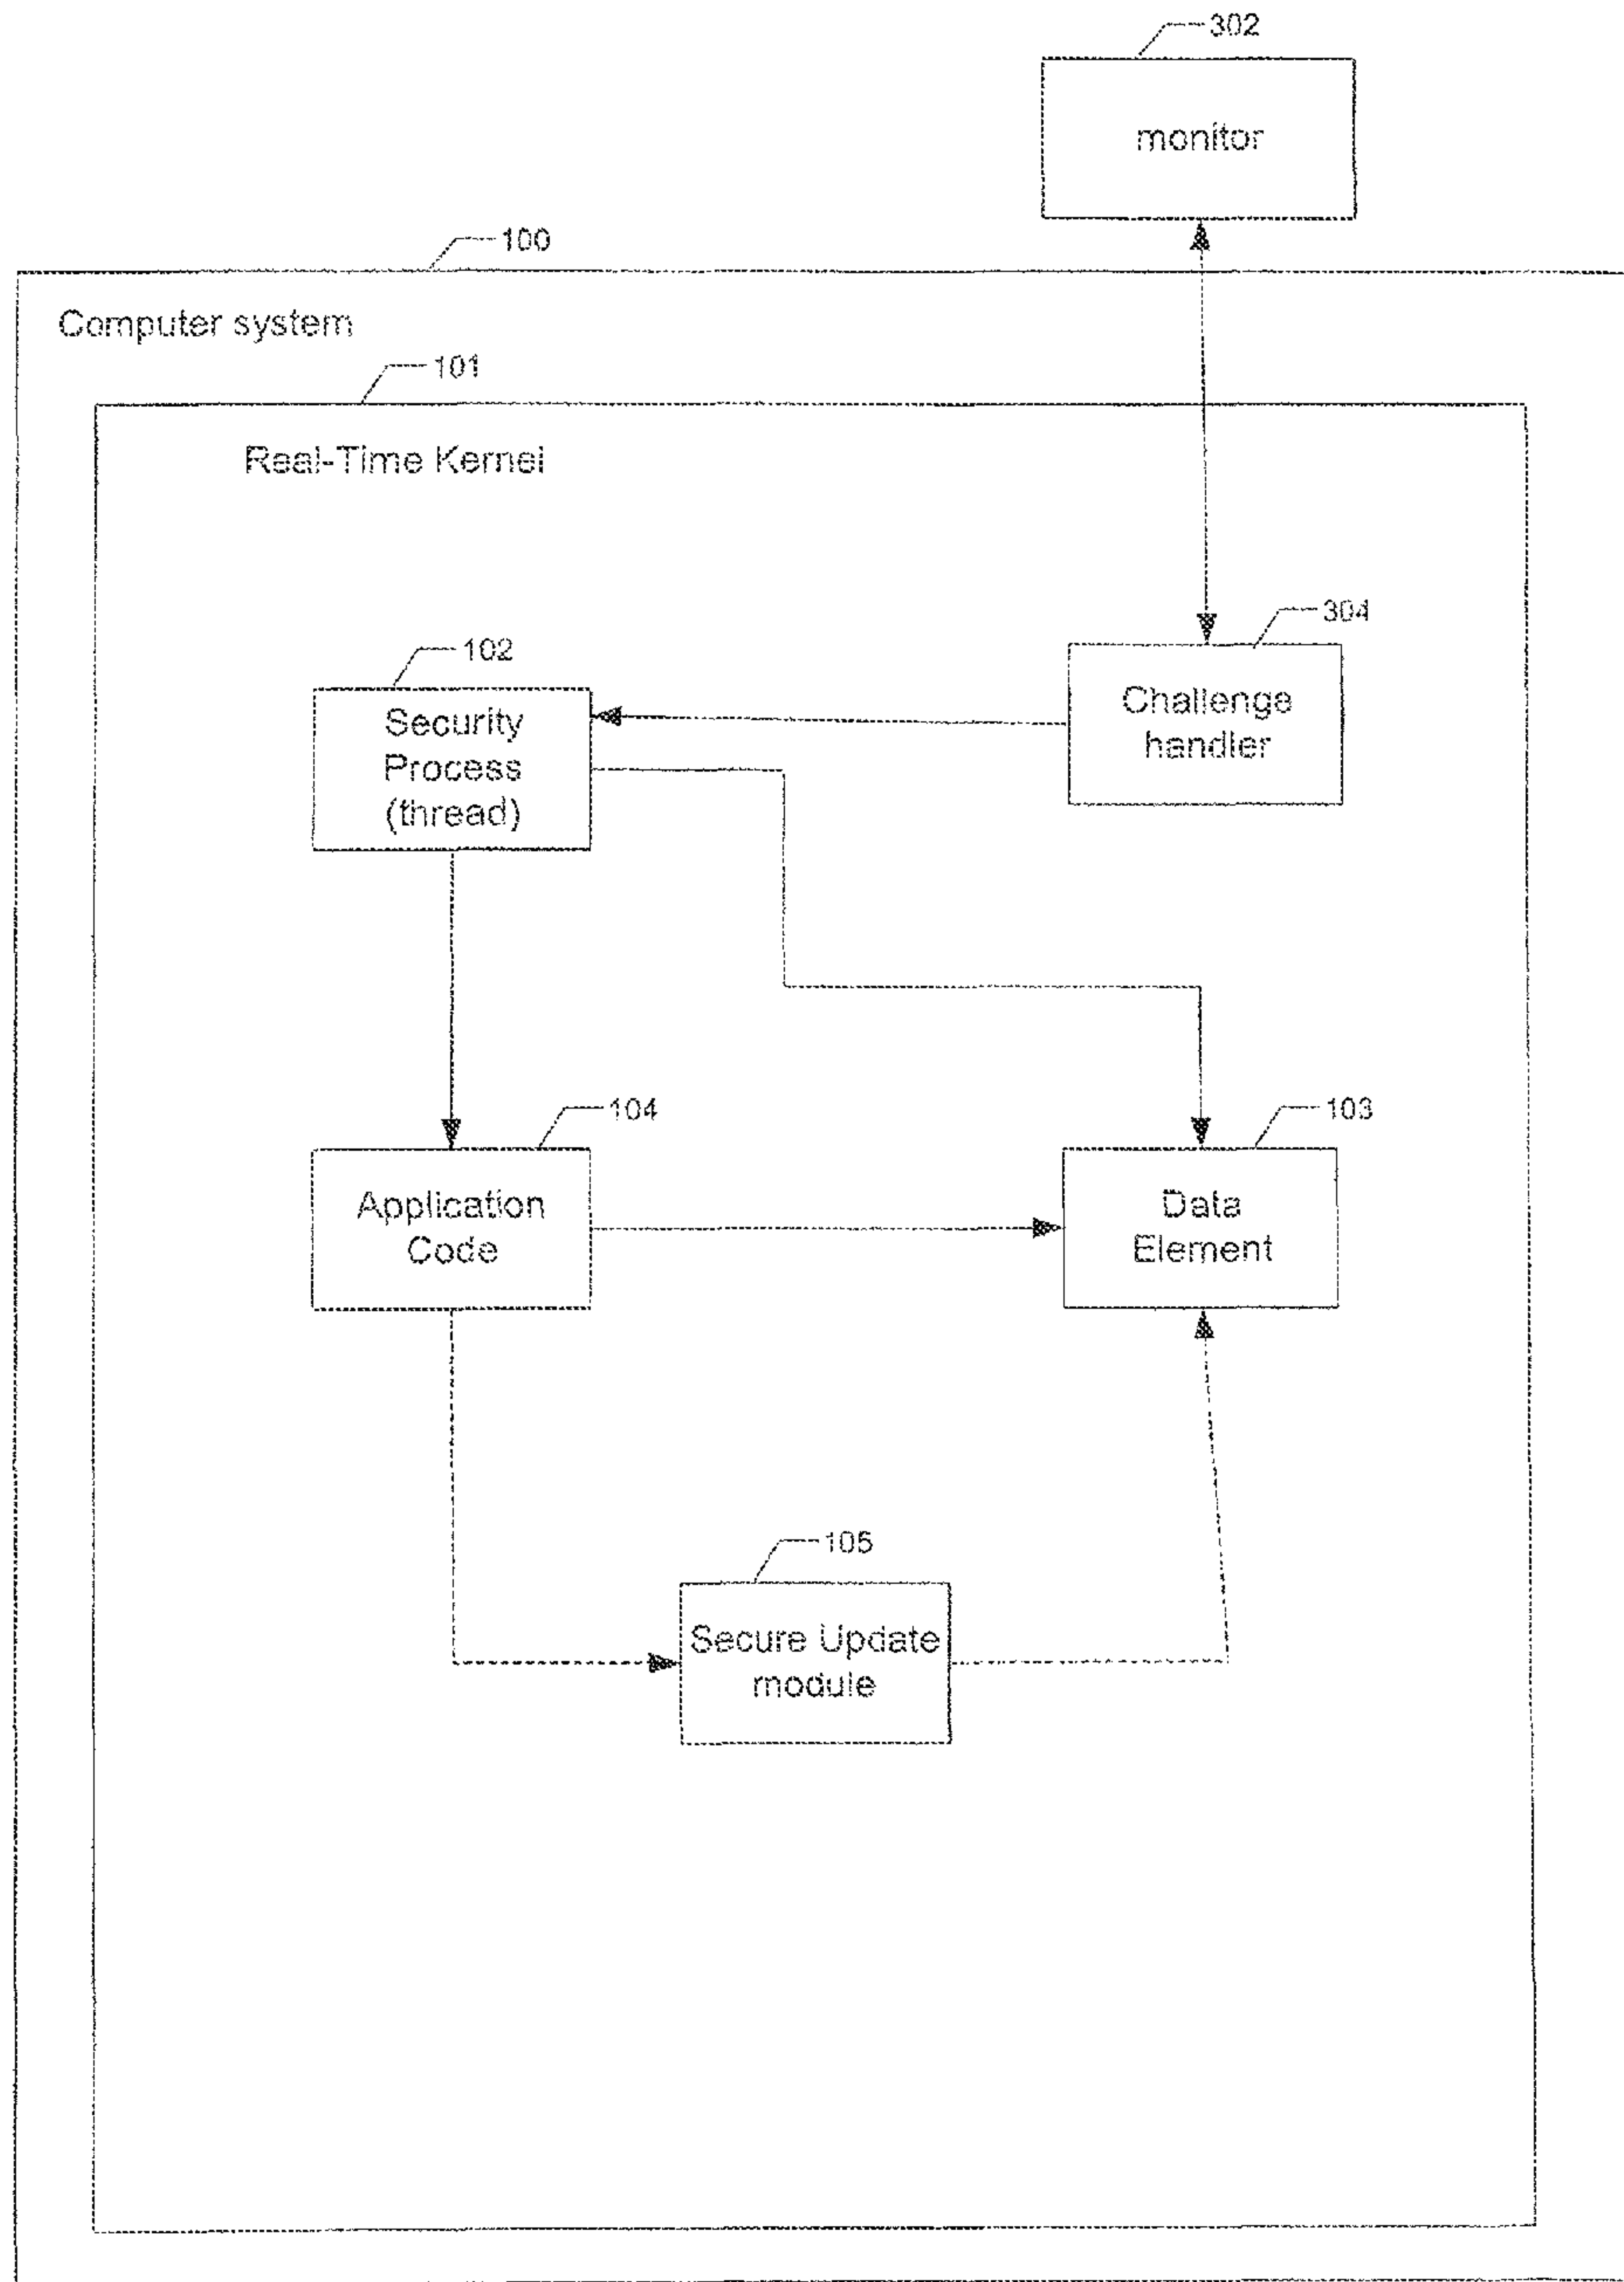 302
monitor
100
Computer system
101
Real-Time Kernel
304
102
Challenge
handler
Security
Process
(thread)
104
103
Application
Code
Data
Element
105
Secure Update
module